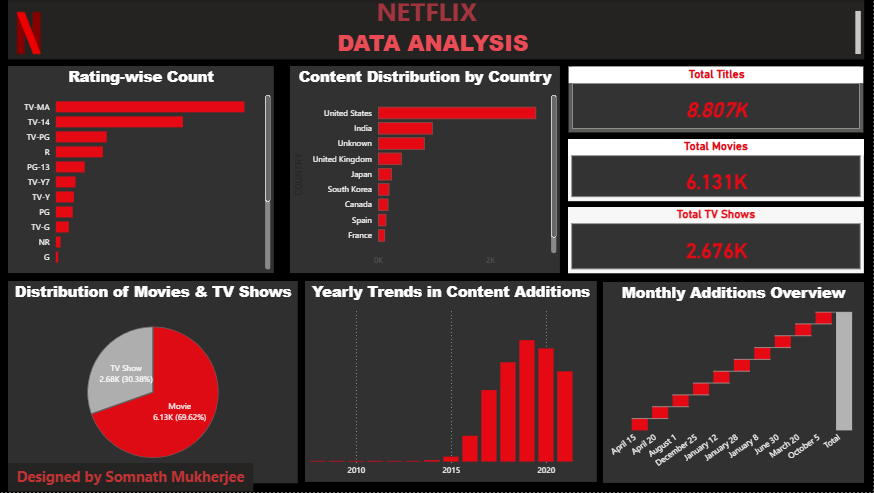 NETFLIX
DATA ANALYSIS
Rating-wise Count
TV-MA
TV-14
TV-PG
R
PG-13
TV-Y7
TV-Y
PG
TV-G
NR
G
Content Distribution by Country
COUNTRY
United States
India
Unknown
United Kingdom
Japan
South Korea
Canada
Spain
France
0K 2K
Total Titles
8.807K
Total Movies
6.131K
Total TV Shows
2.676K
Distribution of Movies & TV Shows
TV Show
2.68K (30.38%)
Movie
6.13K (69.62%)
Yearly Trends in Content Additions
2010 2015 2020
Monthly Additions Overview
April 15
April 20
August 1
December 25
January 12
January 28
January 8
June 30
March 20
October 5
Total
Designed by Somnath Mukherjee